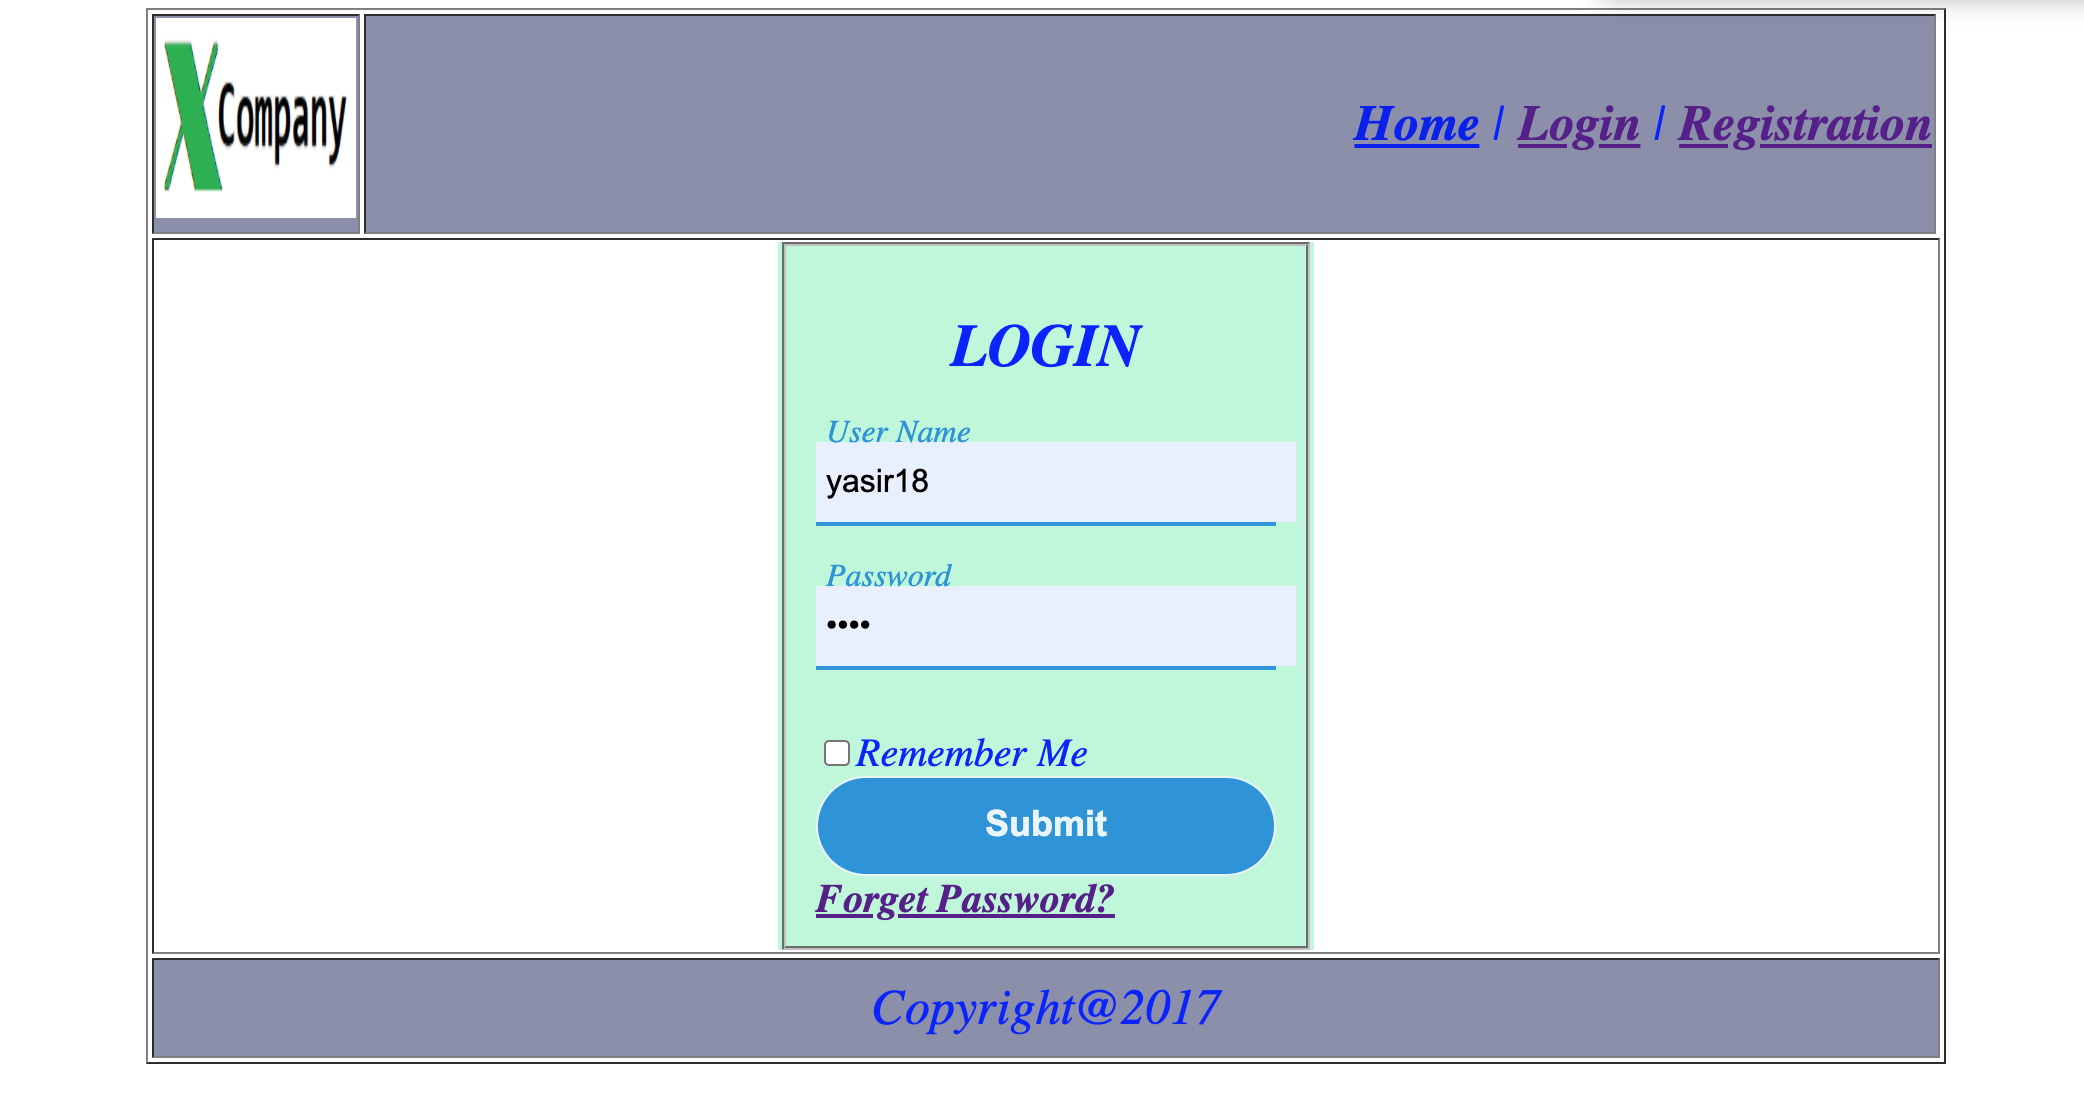 X Company
Home / Login / Registration
LOGIN
User Name
yasir18
Password
••••
Remember Me
Submit
Forget Password?
Copyright@2017